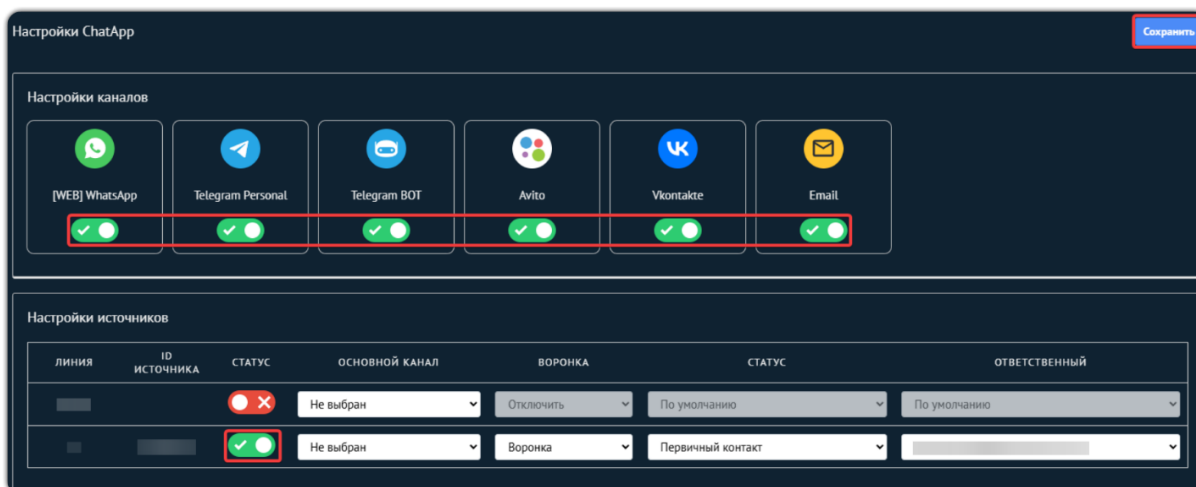 Настройки ChatApp
Сохранить
Настройки каналов
[WEB] WhatsApp Telegram Personal Telegram BOT Avito Vkontakte Email
Настройки источников
ЛИНИЯ ID ИСТОЧНИКА СТАТУС ОСНОВНОЙ КАНАЛ ВОРОНКА СТАТУС ОТВЕТСТВЕННЫЙ
Не выбран Отключить По умолчанию По умолчанию
Не выбран Воронка Первичный контакт